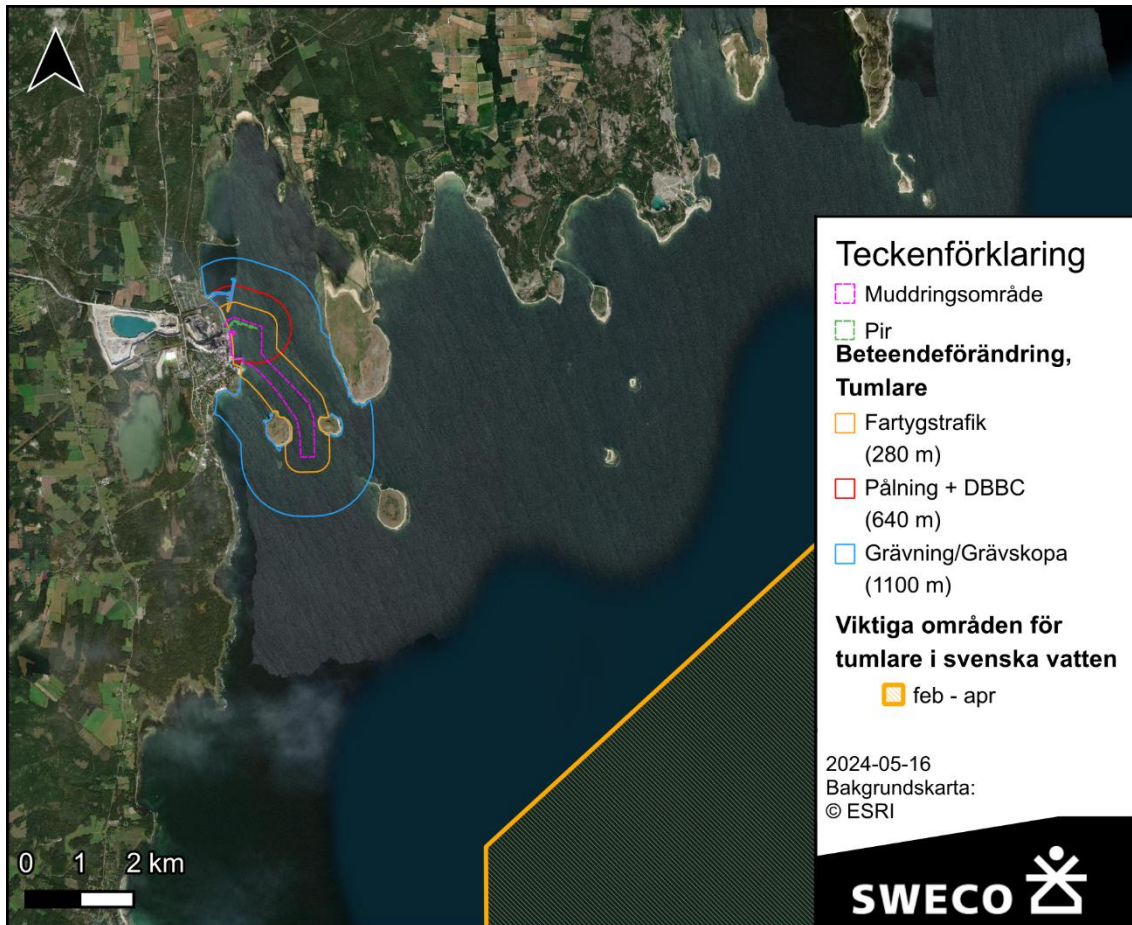 Teckenförklaring
Muddringsområde
Pir
Beteendeförändring,
Tumlare
Fartygstrafik
(280 m)
Pålning + DBBC
(640 m)
Grävning/Grävskopa
(1100 m)
Viktiga områden för
tumlare i svenska vatten
feb - apr
2024-05-16
Bakgrundskarta:
© ESRI
0 1 2 km
SWECO